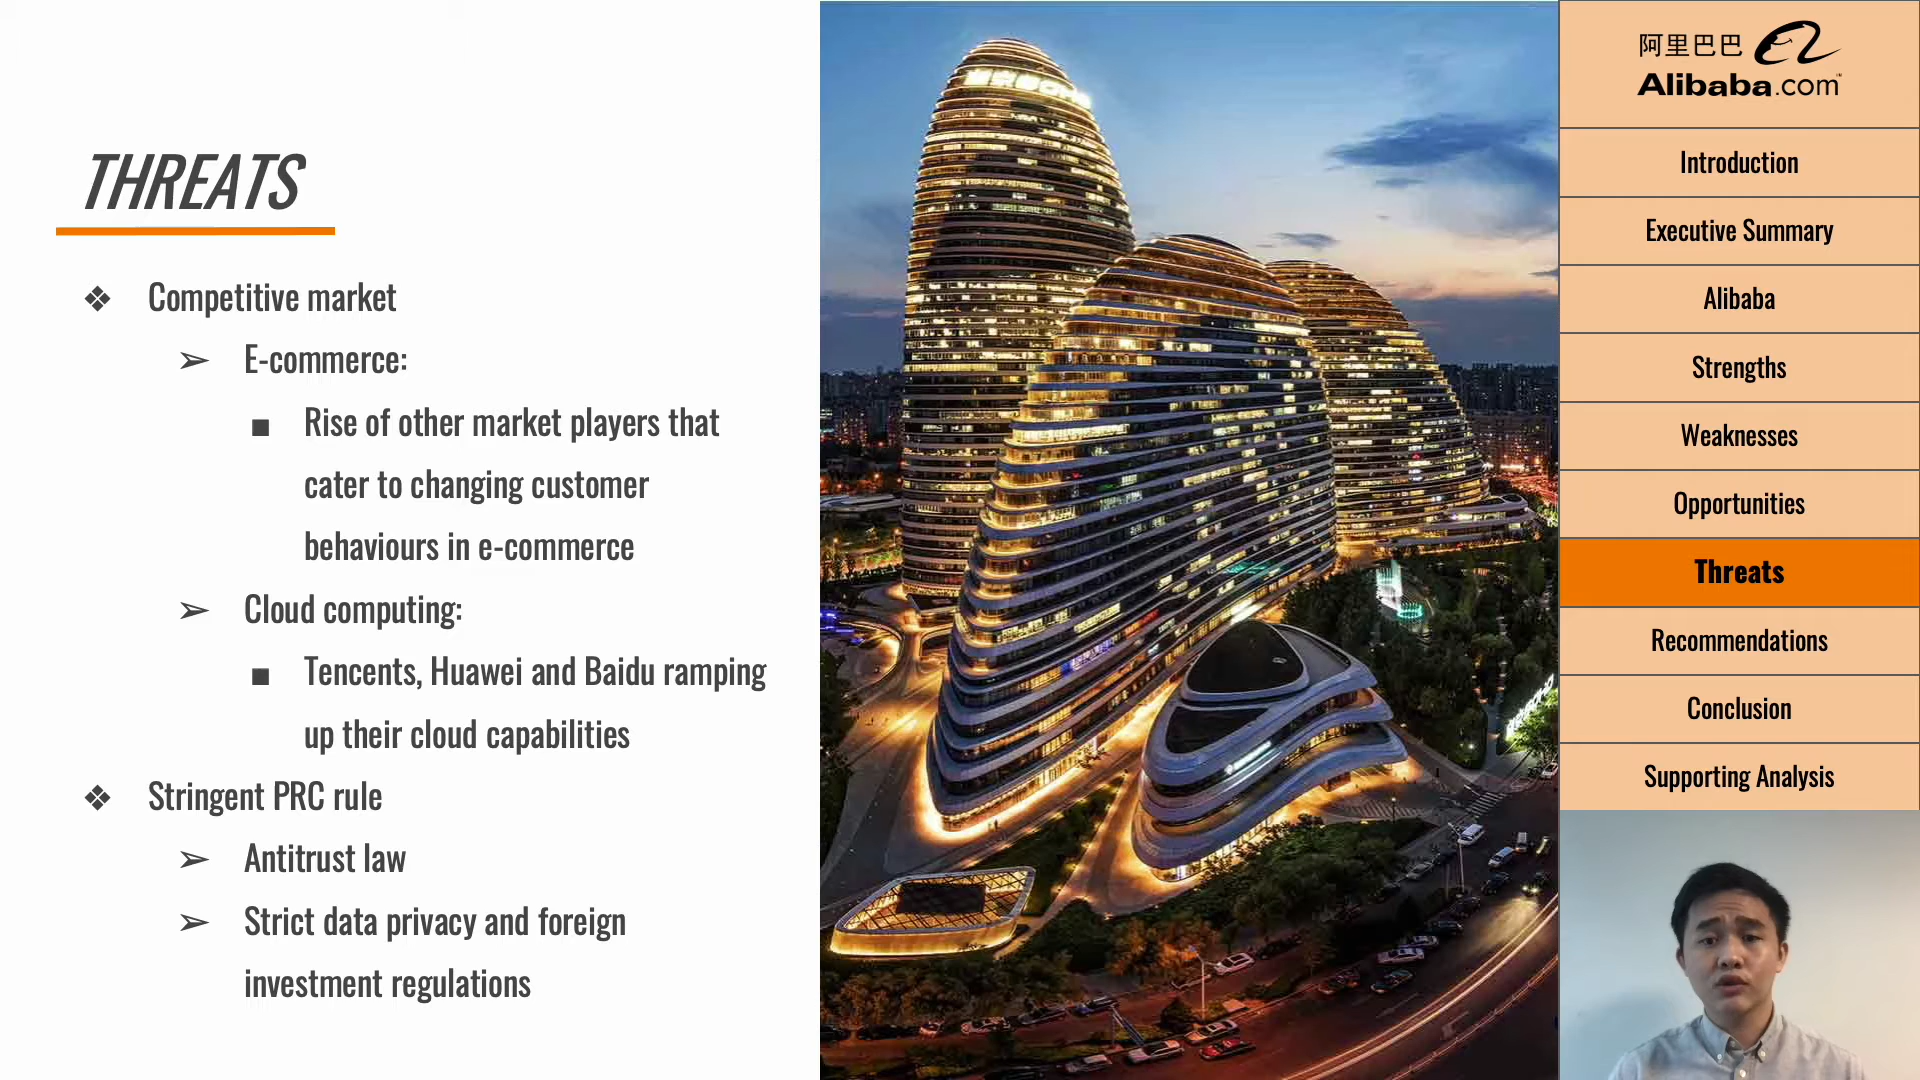 THREATS
❖ Competitive market
➢ E-commerce:
■ Rise of other market players that
cater to changing customer
behaviours in e-commerce
➢ Cloud computing:
■ Tencents, Huawei and Baidu ramping
up their cloud capabilities
❖ Stringent PRC rule
➢ Antitrust law
➢ Strict data privacy and foreign
investment regulations
阿里巴巴
Alibaba.com
Introduction
Executive Summary
Alibaba
Strengths
Weaknesses
Opportunities
Threats
Recommendations
Conclusion
Supporting Analysis